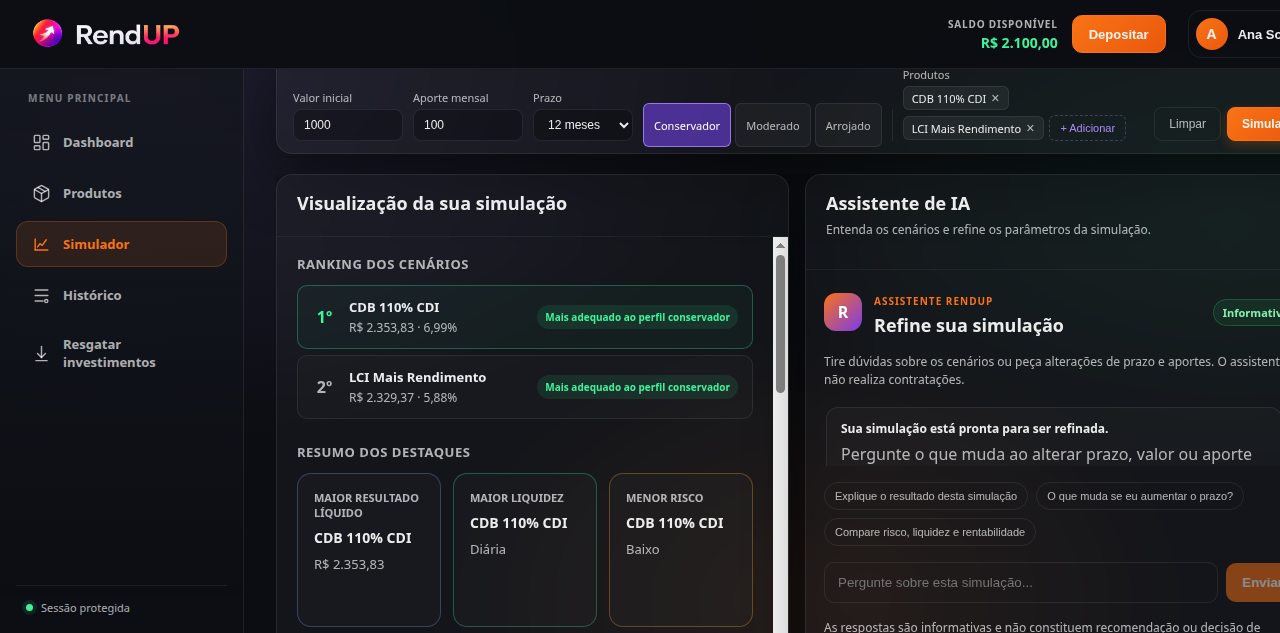 RendUP
SALDO DISPONÍVEL
R$ 2.100,00
Depositar
A
Ana
MENU PRINCIPAL
Dashboard
Produtos
Simulador
Histórico
Resgatar
investimentos
Sessão protegida
Valor inicial
1000
Aporte mensal
100
Prazo
12 meses
Conservador
Moderado
Arrojado
Produtos
CDB 110% CDI ×
LCI Mais Rendimento ×
+ Adicionar
Limpar
Visualização da sua simulação
RANKING DOS CENÁRIOS
1º
CDB 110% CDI
R$ 2.353,83 · 6,99%
Mais adequado ao perfil conservador
2º
LCI Mais Rendimento
R$ 2.329,37 · 5,88%
Mais adequado ao perfil conservador
RESUMO DOS DESTAQUES
MAIOR RESULTADO
LÍQUIDO
CDB 110% CDI
R$ 2.353,83
MAIOR LIQUIDEZ
CDB 110% CDI
Diária
MENOR RISCO
CDB 110% CDI
Baixo
Assistente de IA
Entenda os cenários e refine os parâmetros da simulação.
R
ASSISTENTE RENDUP
Refine sua simulação
Informativ
Tire dúvidas sobre os cenários ou peça alterações de prazo e aportes. O assistent
não realiza contratações.
Sua simulação está pronta para ser refinada.
Pergunte o que muda ao alterar prazo, valor ou aporte
Explique o resultado desta simulação
O que muda se eu aumentar o prazo?
Compare risco, liquidez e rentabilidade
Pergunte sobre esta simulação...
Enviar
As respostas são informativas e não constituem recomendação ou decisão de